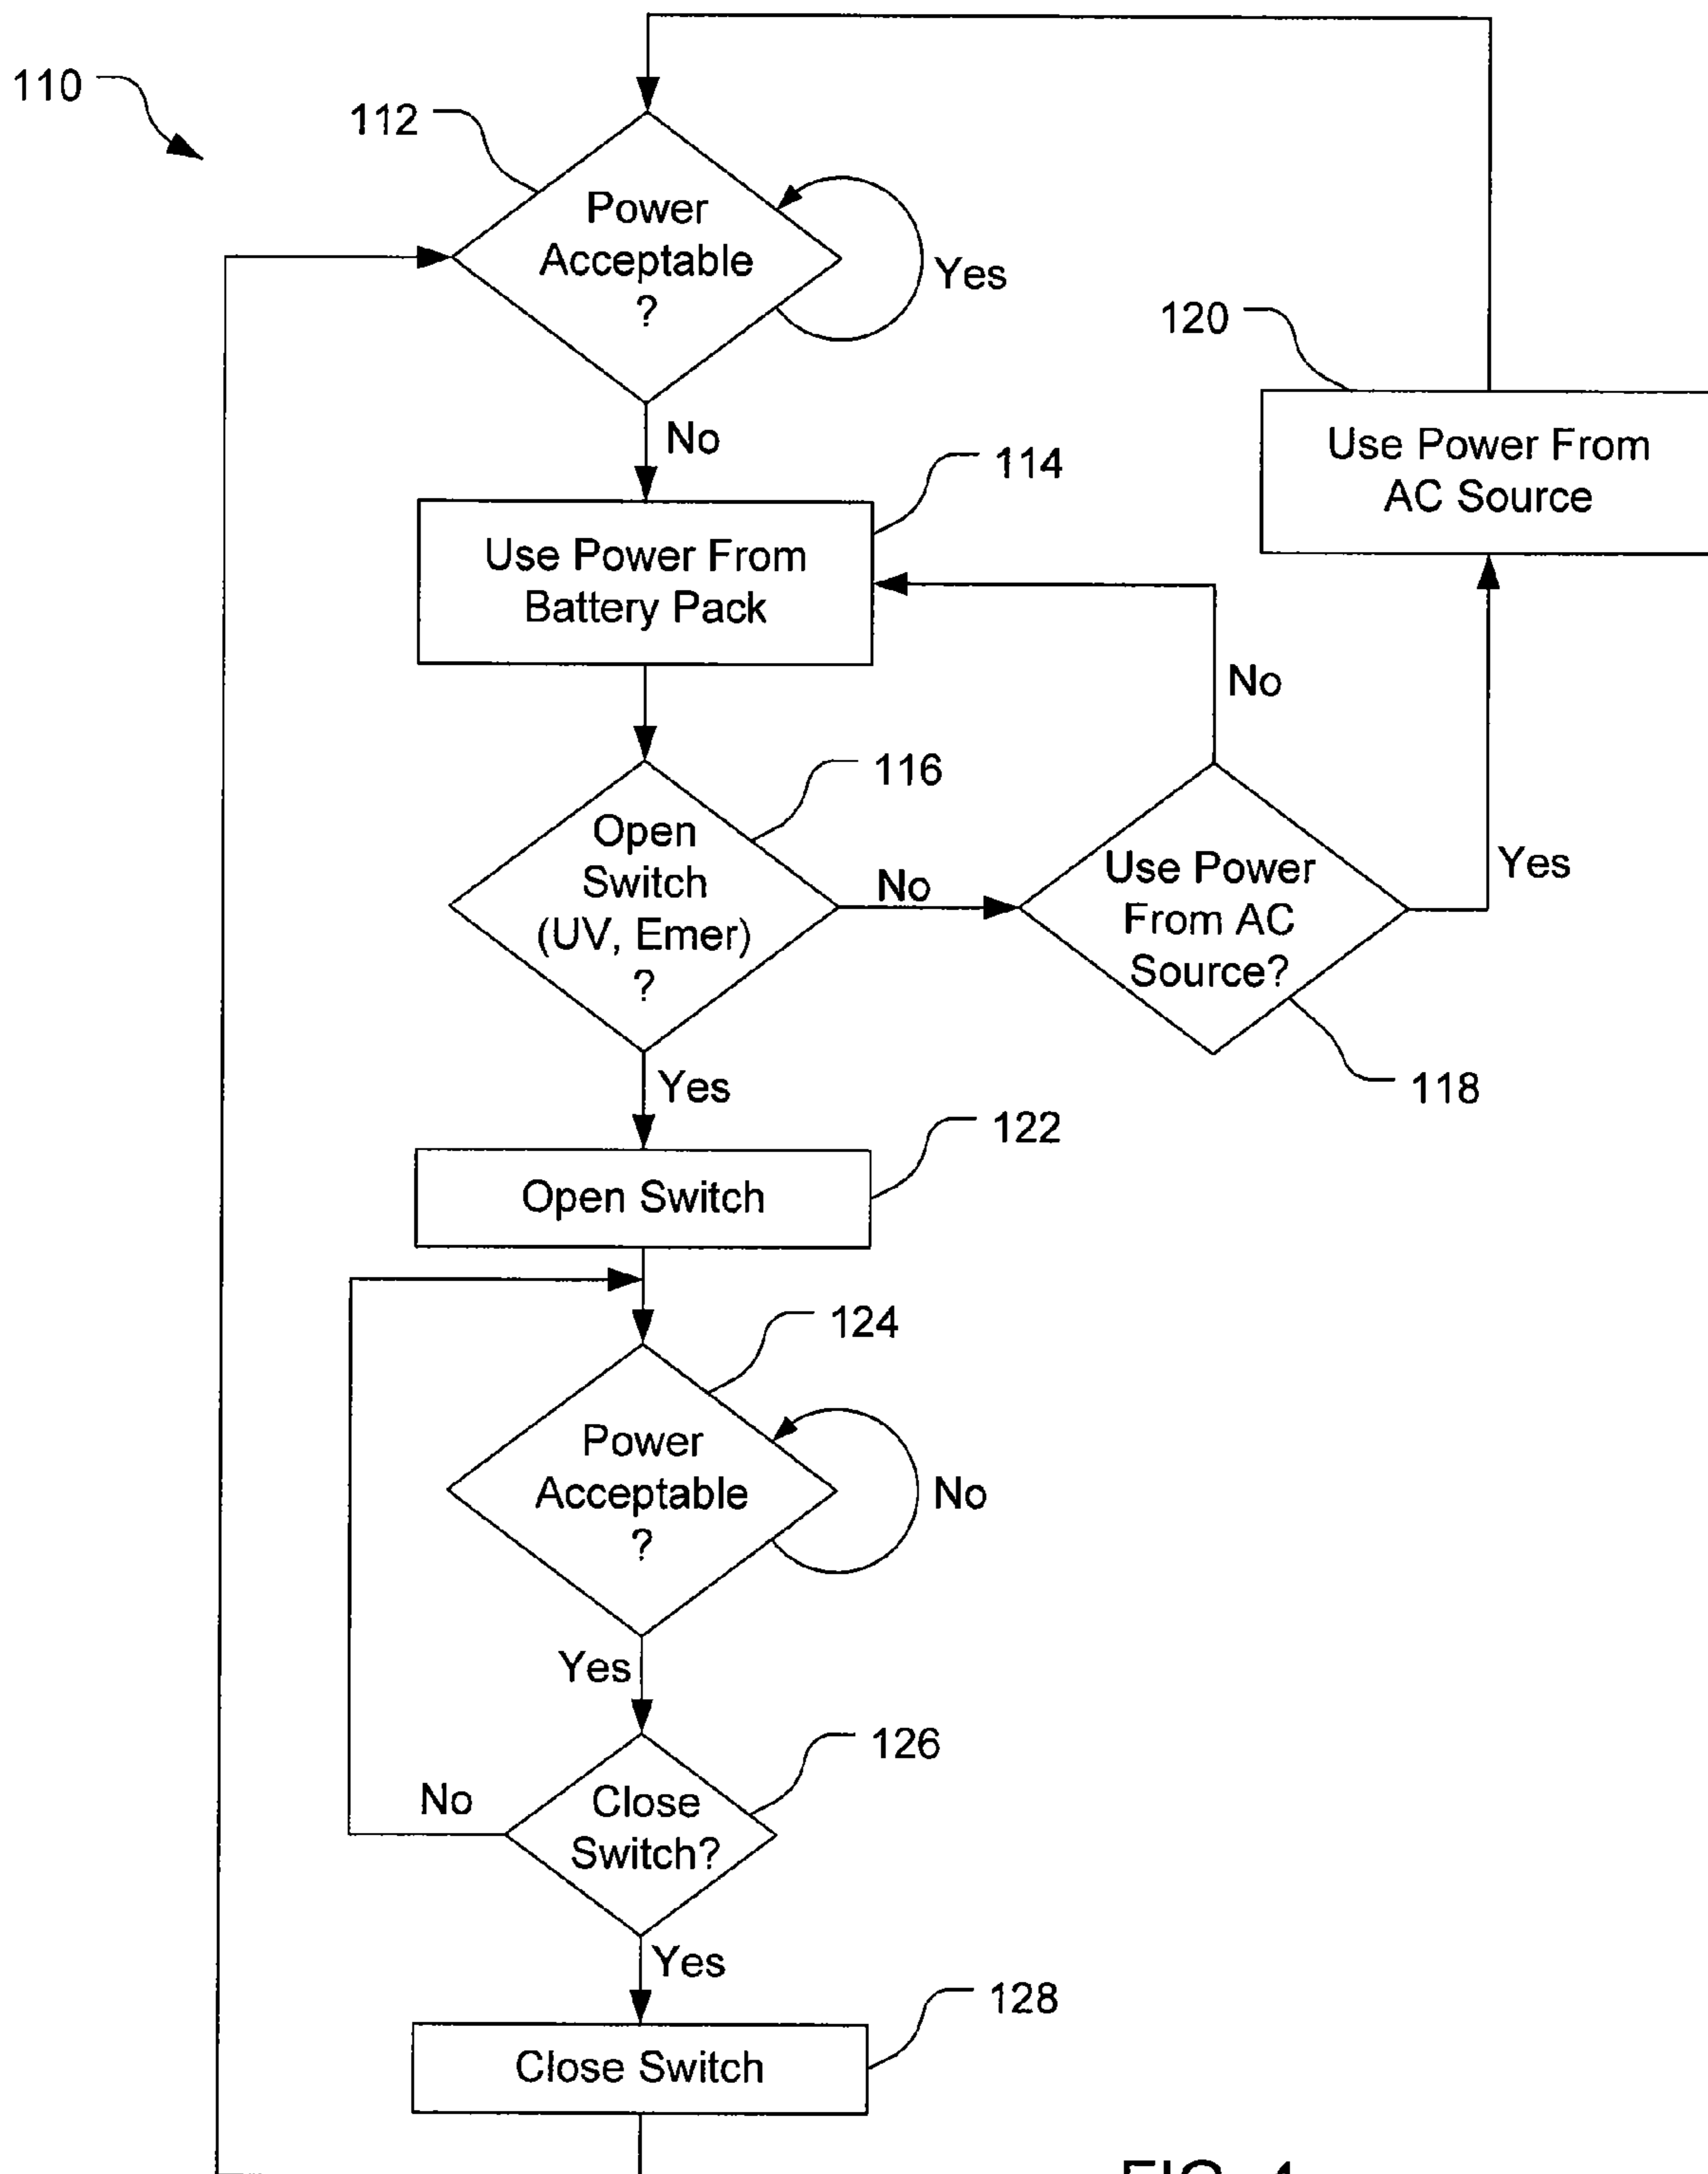 110
112
Power
Acceptable
?
Yes
No
120
Use Power From
AC Source
114
Use Power From
Battery Pack
No
116
Open
Switch
(UV, Emer)
?
No
Use Power
From AC
Source?
Yes
118
Yes
122
Open Switch
124
Power
Acceptable
?
No
Yes
126
Close
Switch?
No
Yes
128
Close Switch